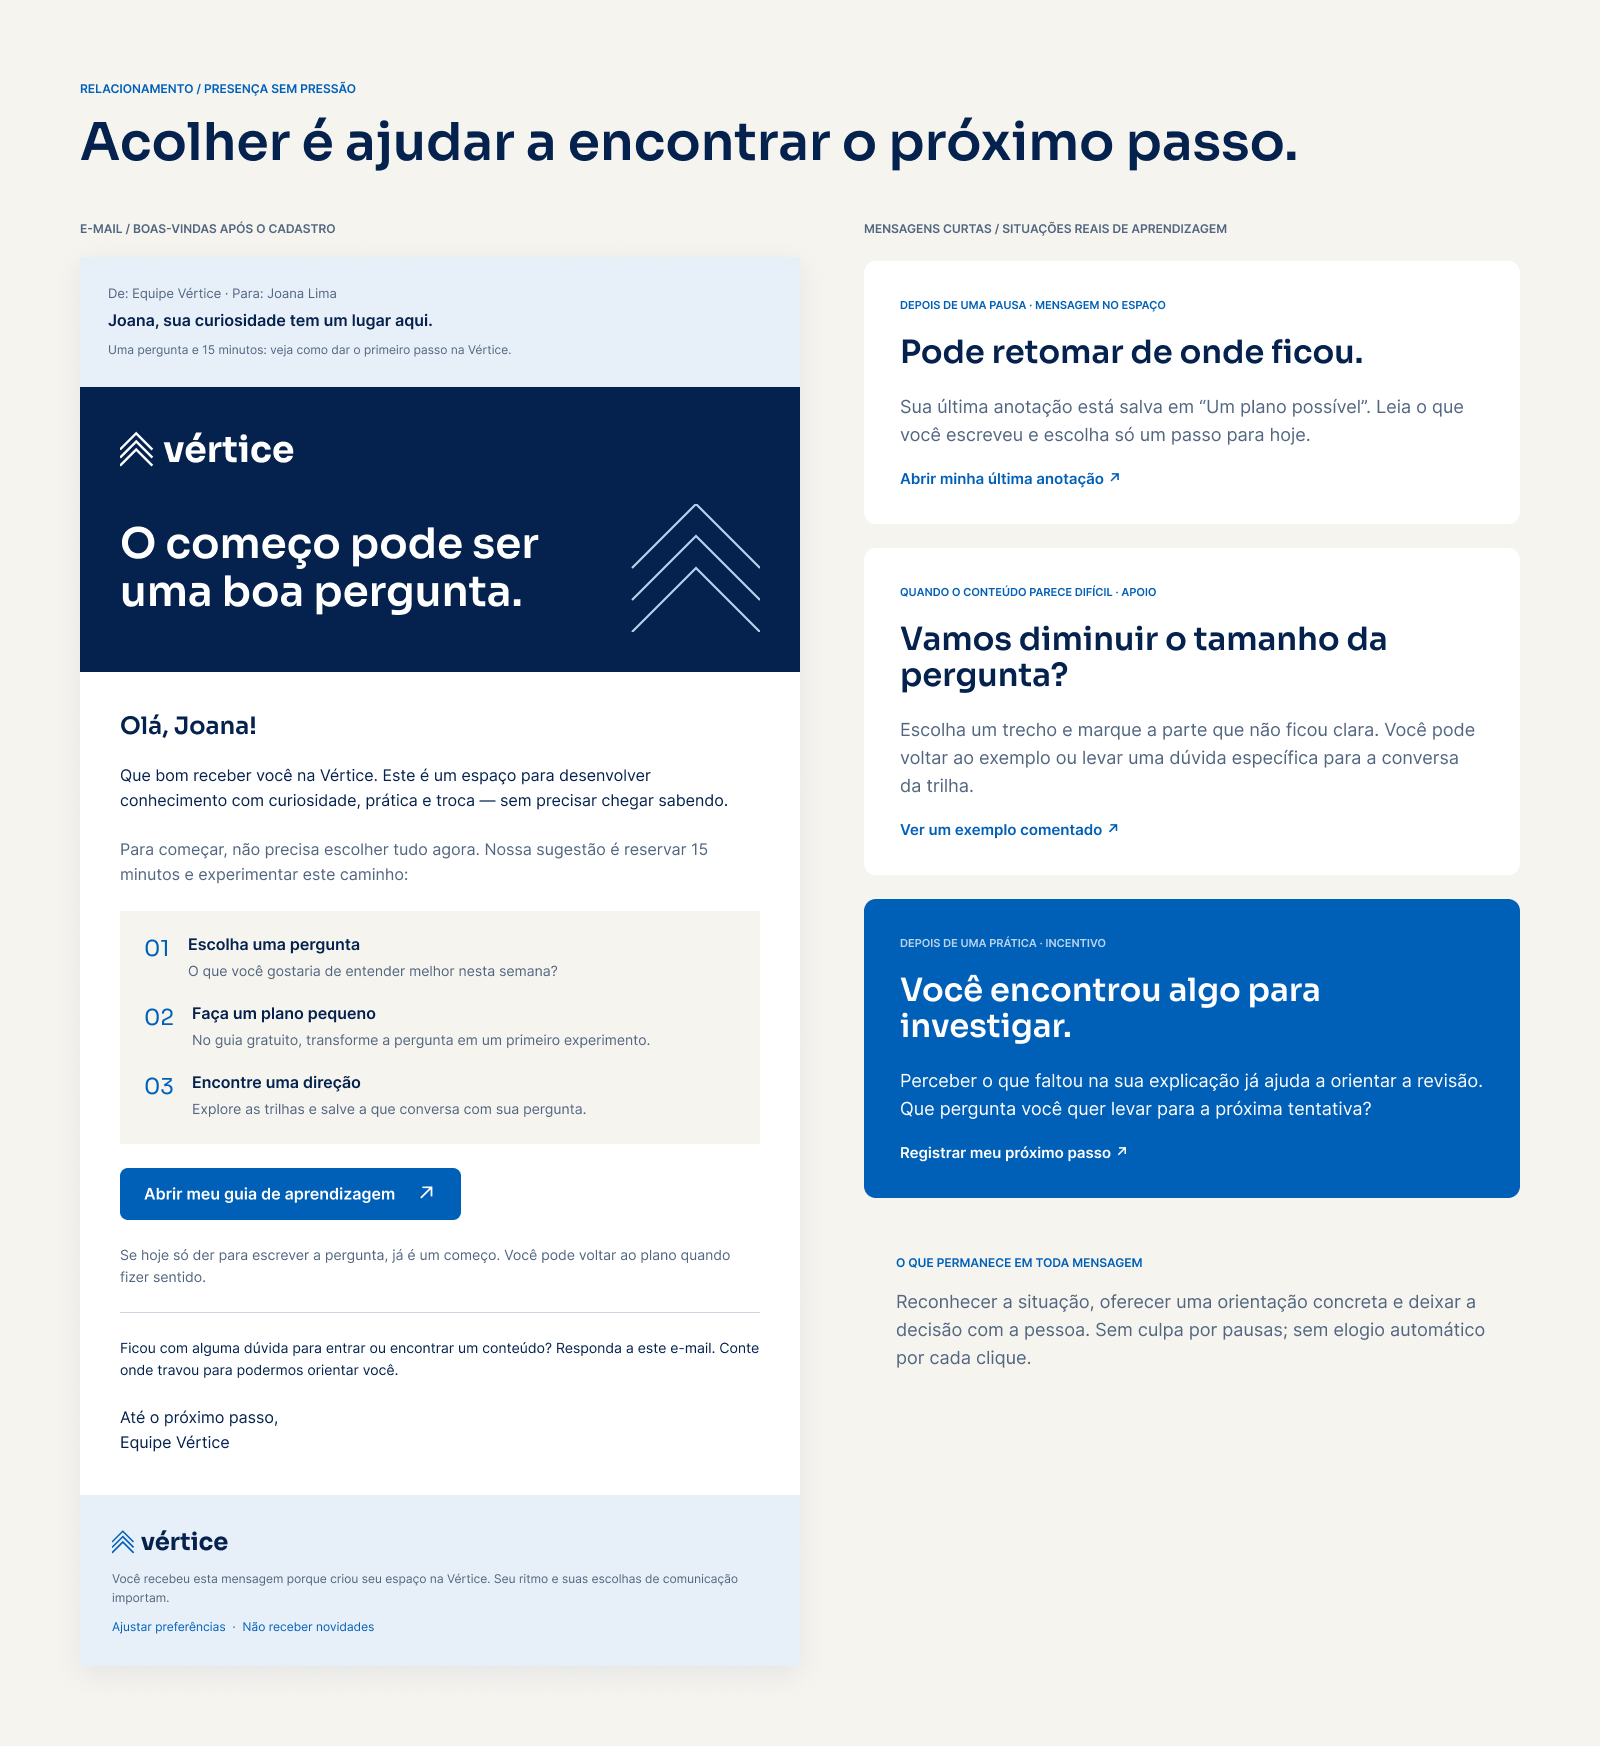 RELACIONAMENTO / PRESENÇA SEM PRESSÃO
Acolher é ajudar a encontrar o próximo passo.
E-MAIL / BOAS-VINDAS APÓS O CADASTRO
De: Equipe Vértice · Para: Joana Lima
Joana, sua curiosidade tem um lugar aqui.
Uma pergunta e 15 minutos: veja como dar o primeiro passo na Vértice.
vértice
O começo pode ser
uma boa pergunta.
Olá, Joana!
Que bom receber você na Vértice. Este é um espaço para desenvolver
conhecimento com curiosidade, prática e troca — sem precisar chegar sabendo.
Para começar, não precisa escolher tudo agora. Nossa sugestão é reservar 15
minutos e experimentar este caminho:
01 Escolha uma pergunta
O que você gostaria de entender melhor nesta semana?
02 Faça um plano pequeno
No guia gratuito, transforme a pergunta em um primeiro experimento.
03 Encontre uma direção
Explore as trilhas e salve a que conversa com sua pergunta.
Abrir meu guia de aprendizagem ↗
Se hoje só der para escrever a pergunta, já é um começo. Você pode voltar ao plano quando
fizer sentido.
Ficou com alguma dúvida para entrar ou encontrar um conteúdo? Responda a este e-mail. Conte
onde travou para podermos orientar você.
Até o próximo passo,
Equipe Vértice
vértice
Você recebeu esta mensagem porque criou seu espaço na Vértice. Seu ritmo e suas escolhas de comunicação
importam.
Ajustar preferências · Não receber novidades
MENSAGENS CURTAS / SITUAÇÕES REAIS DE APRENDIZAGEM
DEPOIS DE UMA PAUSA · MENSAGEM NO ESPAÇO
Pode retomar de onde ficou.
Sua última anotação está salva em “Um plano possível”. Leia o que
você escreveu e escolha só um passo para hoje.
Abrir minha última anotação ↗
QUANDO O CONTEÚDO PARECE DIFÍCIL · APOIO
Vamos diminuir o tamanho da
pergunta?
Escolha um trecho e marque a parte que não ficou clara. Você pode
voltar ao exemplo ou levar uma dúvida específica para a conversa
da trilha.
Ver um exemplo comentado ↗
DEPOIS DE UMA PRÁTICA · INCENTIVO
Você encontrou algo para
investigar.
Perceber o que faltou na sua explicação já ajuda a orientar a revisão.
Que pergunta você quer levar para a próxima tentativa?
Registrar meu próximo passo ↗
O QUE PERMANECE EM TODA MENSAGEM
Reconhecer a situação, oferecer uma orientação concreta e deixar a
decisão com a pessoa. Sem culpa por pausas; sem elogio automático
por cada clique.